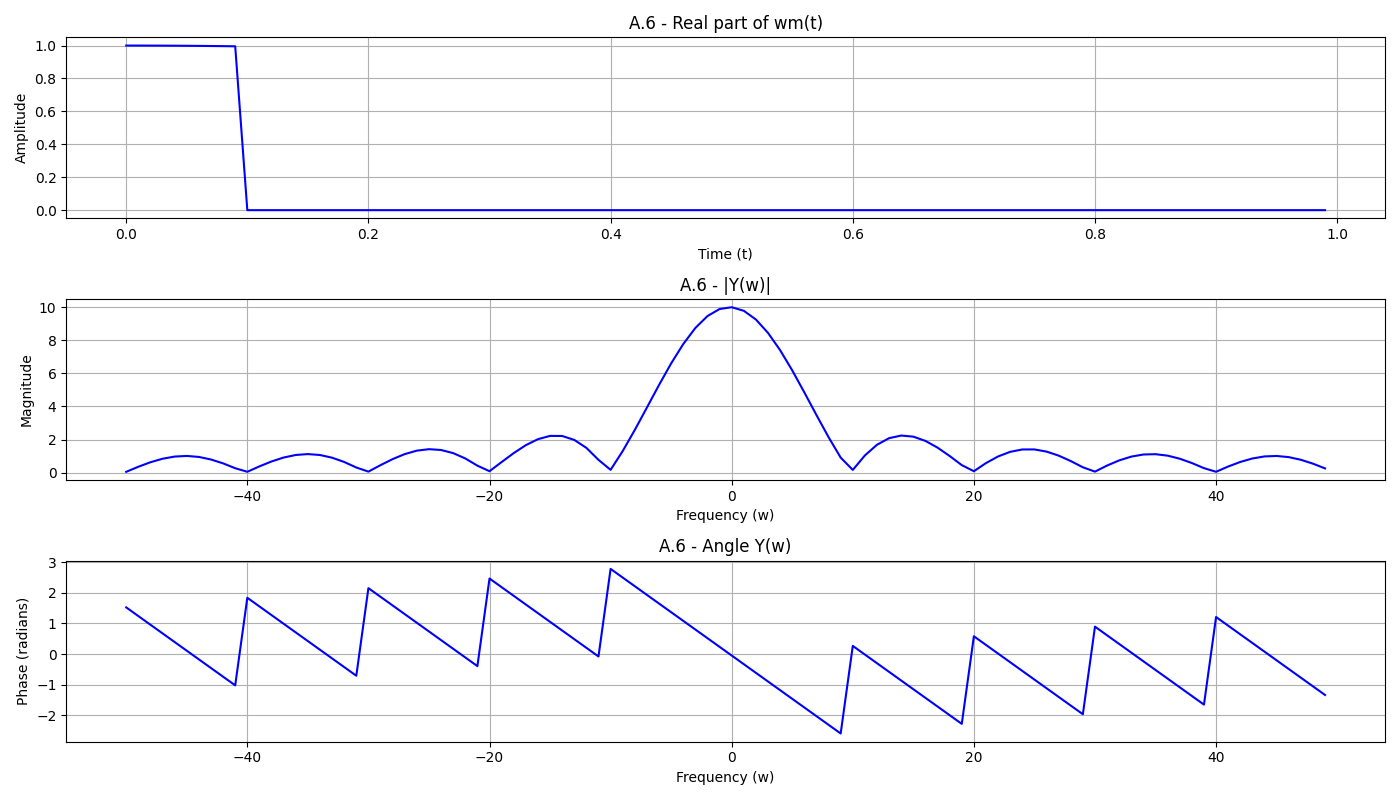 A.6 - Real part of wm(t)
1.0
0.8
0.6
0.4
0.2
0.0
Amplitude
0.0 0.2 0.4 0.6 0.8 1.0
Time (t)
A.6 - |Y(w)|
10
8
6
4
2
0
Magnitude
−40 −20 0 20 40
Frequency (w)
A.6 - Angle Y(w)
3
2
1
0
−1
−2
Phase (radians)
−40 −20 0 20 40
Frequency (w)